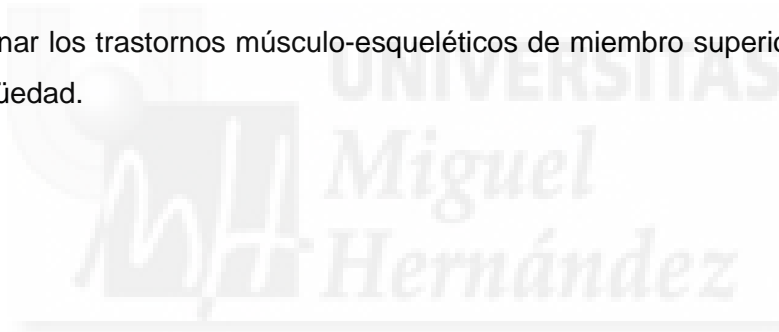 nar los trastornos músculo-esqueléticos de miembro superio
üedad.
UNIVERSITAS
Miguel
Hernández